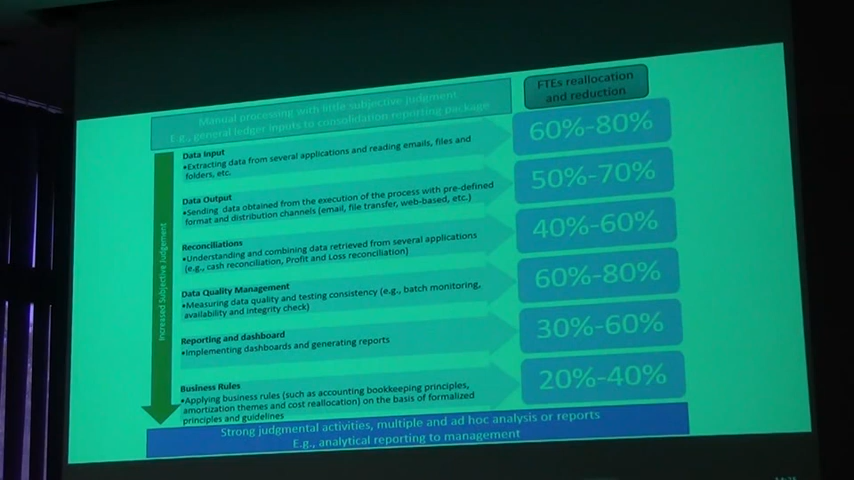 Manual processing with little subjective judgment
E.g., general ledger inputs to consolidation reporting package
FTEs reallocation
and reduction
Increased Subjective Judgement
Data Input
•Extracting data from several applications and reading emails, files and
folders, etc.
60%-80%
Data Output
•Sending data obtained from the execution of the process with pre-defined
format and distribution channels (email, file transfer, web-based, etc.)
50%-70%
Reconciliations
•Understanding and combining data retrieved from several applications
(e.g., cash reconciliation, Profit and Loss reconciliation)
40%-60%
Data Quality Management
•Measuring data quality and testing consistency (e.g., batch monitoring,
availability and integrity check)
60%-80%
Reporting and dashboard
•Implementing dashboards and generating reports
30%-60%
Business Rules
•Applying business rules (such as accounting bookkeeping principles,
amortization themes and cost reallocation) on the basis of formalized
principles and guidelines
20%-40%
Strong judgmental activities, multiple and ad hoc analysis or reports
E.g., analytical reporting to management